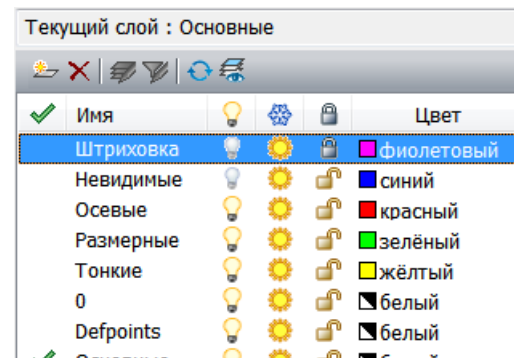 Текущий слой : Основные
Имя Цвет
Штриховка фиолетовый
Невидимые синий
Осевые красный
Размерные зелёный
Тонкие жёлтый
0 белый
Defpoints белый